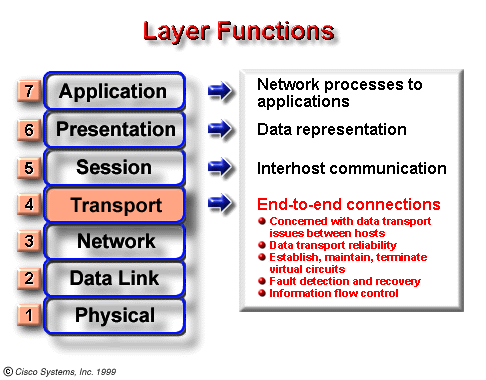 Layer Functions
7 Application
Network processes to
applications
6 Presentation
Data representation
5 Session
Interhost communication
4 Transport
End-to-end connections
Concerned with data transport
issues between hosts
Data transport reliability
Establish, maintain, terminate
virtual circuits
Fault detection and recovery
Information flow control
3 Network
2 Data Link
1 Physical
© Cisco Systems, Inc. 1999